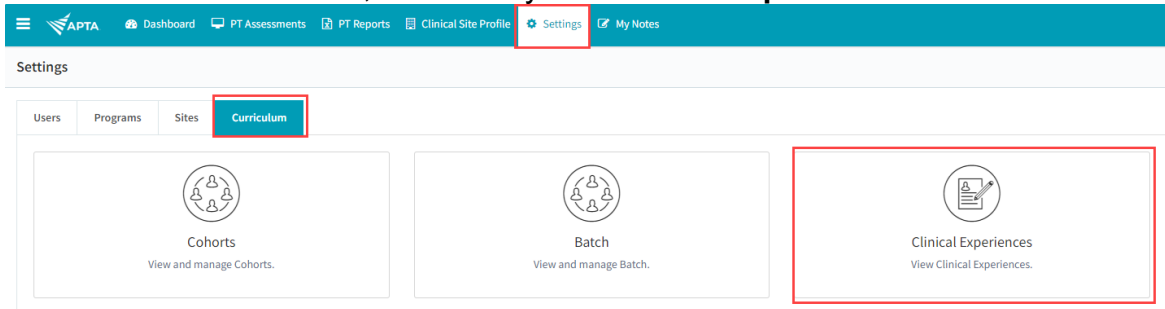 APTA Dashboard PT Assessments PT Reports Clinical Site Profile Settings My Notes
Settings
Users Programs Sites Curriculum
Cohorts Batch Clinical Experiences
View and manage Cohorts. View and manage Batch. View Clinical Experiences.